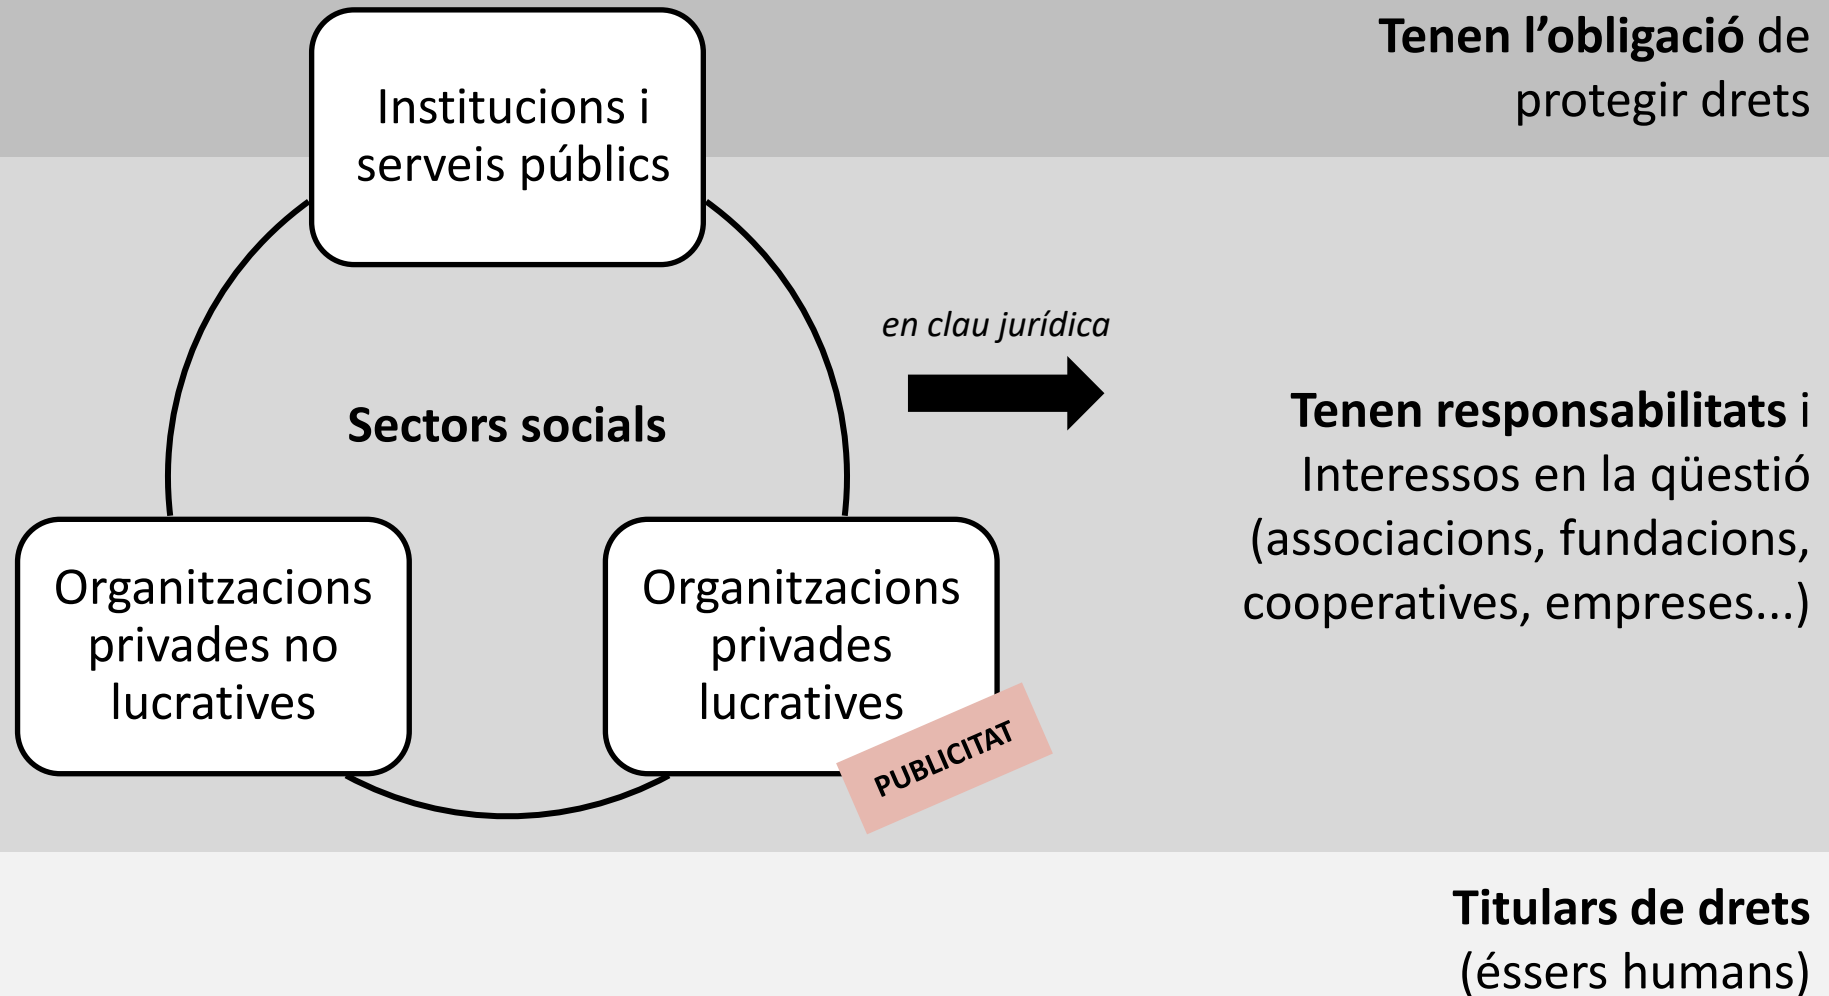 Institucions i
serveis públics
Sectors socials
Organitzacions
privades no
lucratives
Organitzacions
privades
lucratives
PUBLICITAT
en clau jurídica
Tenen l’obligació de
protegir drets
Tenen responsabilitats i
Interessos en la qüestió
(associacions, fundacions,
cooperatives, empreses...)
Titulars de drets
(éssers humans)